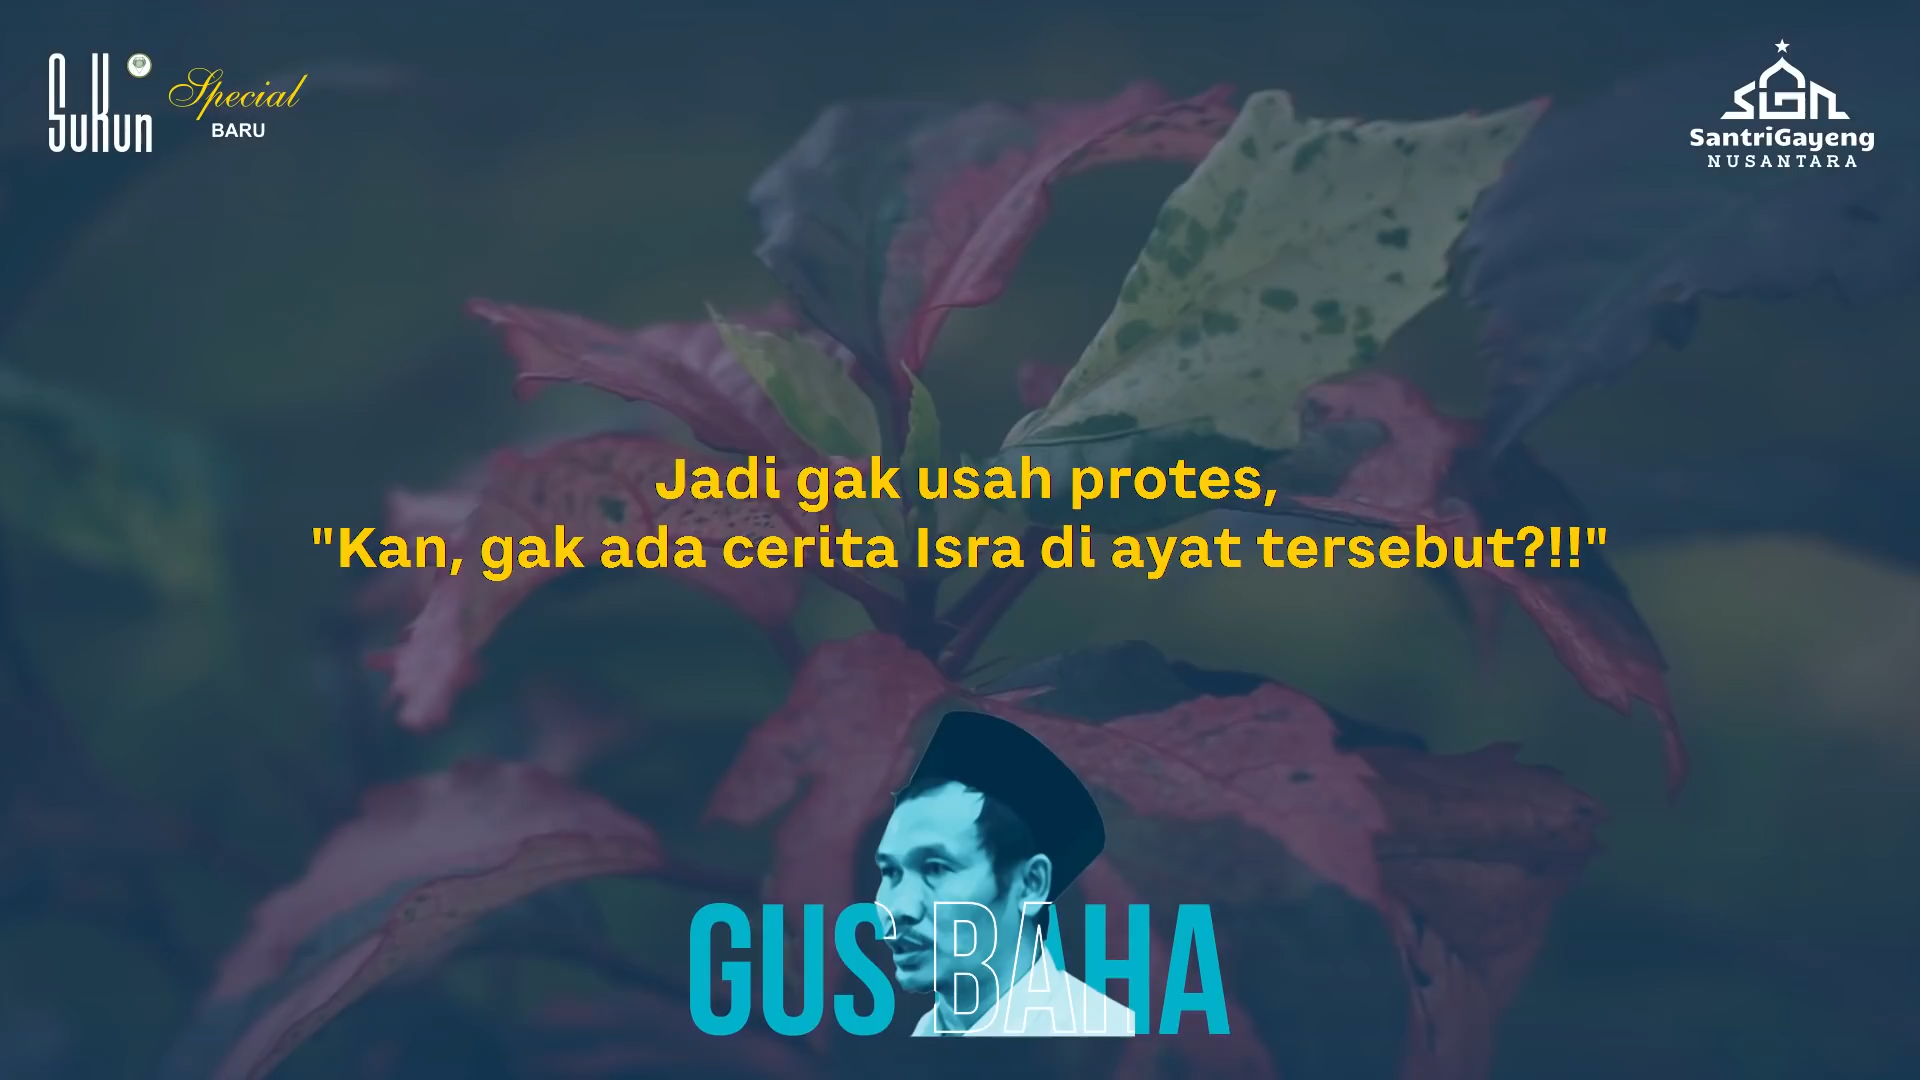 Sukun
Special
BARU
SIGN
SantriGayeng
NUSANTARA
Jadi gak usah protes,
"Kan, gak ada cerita Isra di ayat tersebut?!!"
GUS BAHA